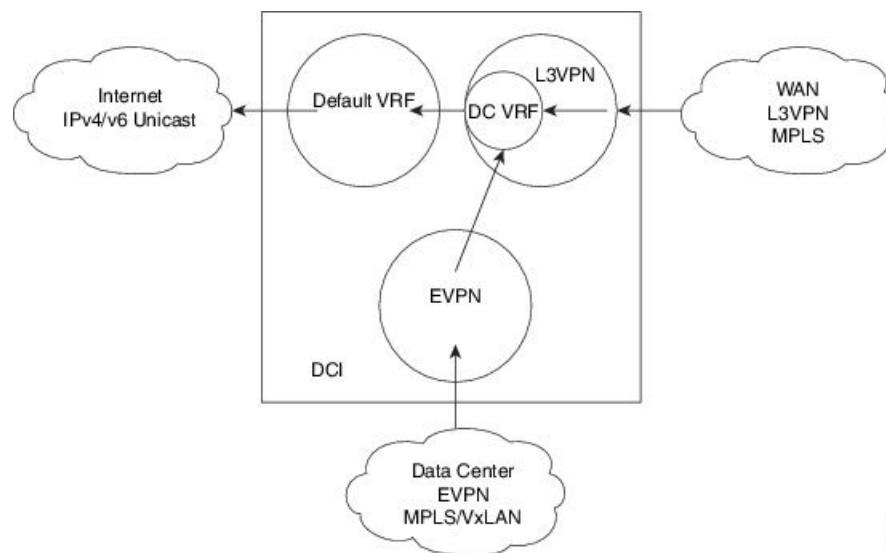 Internet
IPv4/v6 Unicast
Default VRF
L3VPN
DC VRF
WAN
L3VPN
MPLS
EVPN
DCI
Data Center
EVPN
MPLS/VxLAN